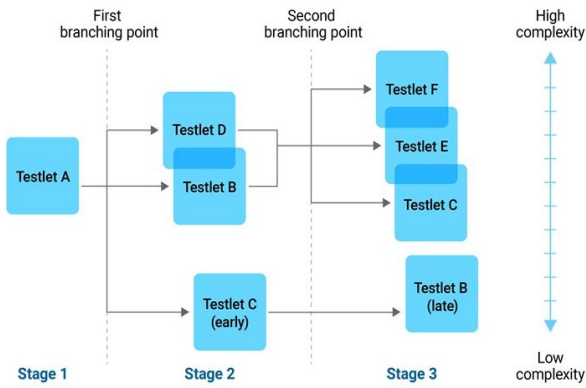 First
branching point
Second
branching point
High
complexity
Testlet A
Testlet D
Testlet B
Testlet C
(early)
Testlet F
Testlet E
Testlet C
Testlet B
(late)
Low
complexity
Stage 1
Stage 2
Stage 3